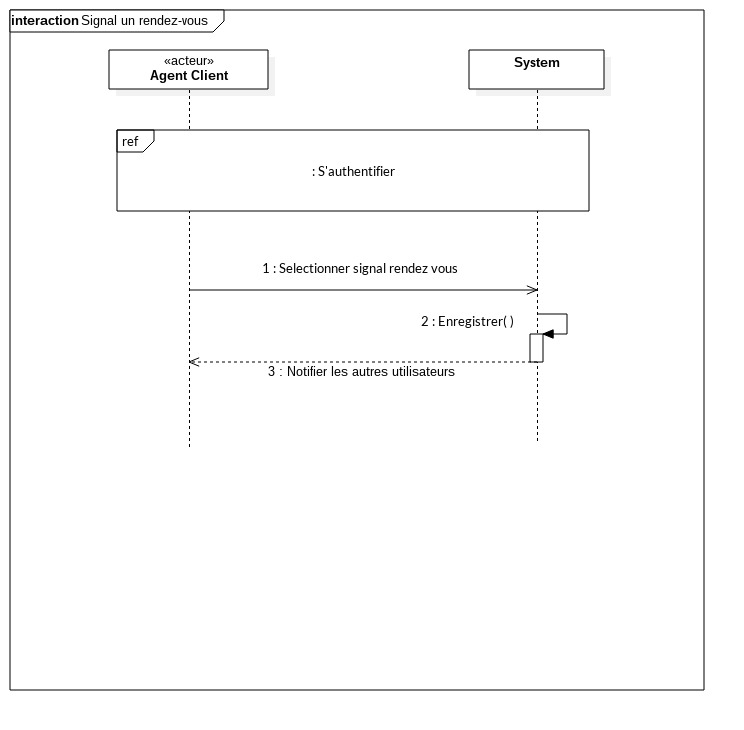 interaction Signal un rendez-vous
«acteur»
Agent Client
System
ref
: S'authentifier
1 : Selectionner signal rendez vous
2 : Enregistrer( )
3 : Notifier les autres utilisateurs